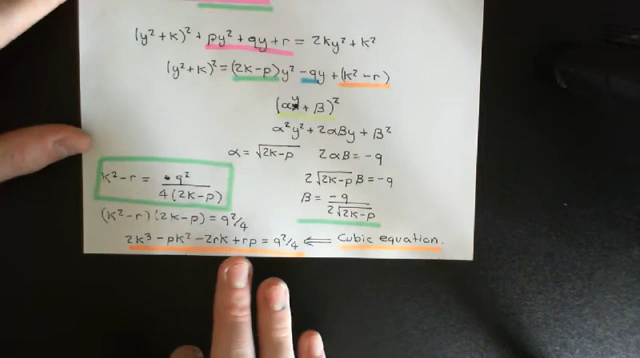 (y²+k)² + py²+qy+r = 2ky²+k²
(y²+k)² = (2k-p)y² -qy +(k²-r)
(αy + β)²
α²y² + 2αβy + β²
α = √2k-p  2αβ = -q
2√2k-p β = -q
k²-r = q² / 4(2k-p)
β = -q / 2√2k-p
(k²-r)(2k-p) = q²/4
2k³ - pk² - 2rk + rp = q²/4 ⇐ cubic equation.